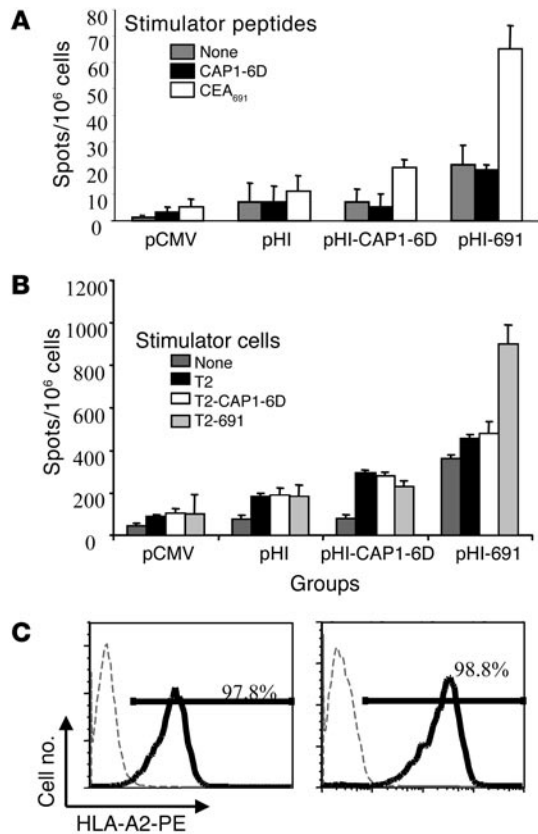 A
Stimulator peptides
None
CAP1-6D
CEA691
Spots/10⁶ cells
80
70
60
50
40
30
20
10
0
pCMV pHI pHI-CAP1-6D pHI-691
B
Stimulator cells
None
T2
T2-CAP1-6D
T2-691
Spots/10⁶ cells
1200
1000
800
600
400
200
0
pCMV pHI pHI-CAP1-6D pHI-691
Groups
C
97.8% 98.8%
Cell no.
HLA-A2-PE